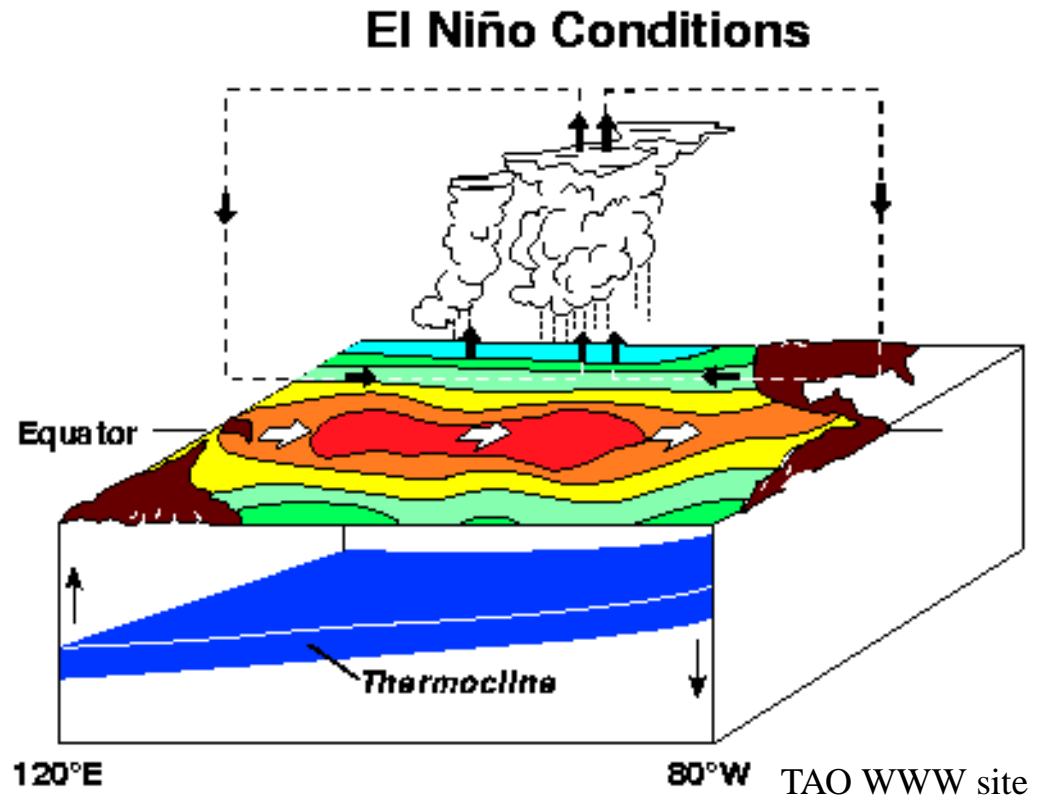 El Niño Conditions
Equator
Thermocline
120°E
80°W
TAO WWW site